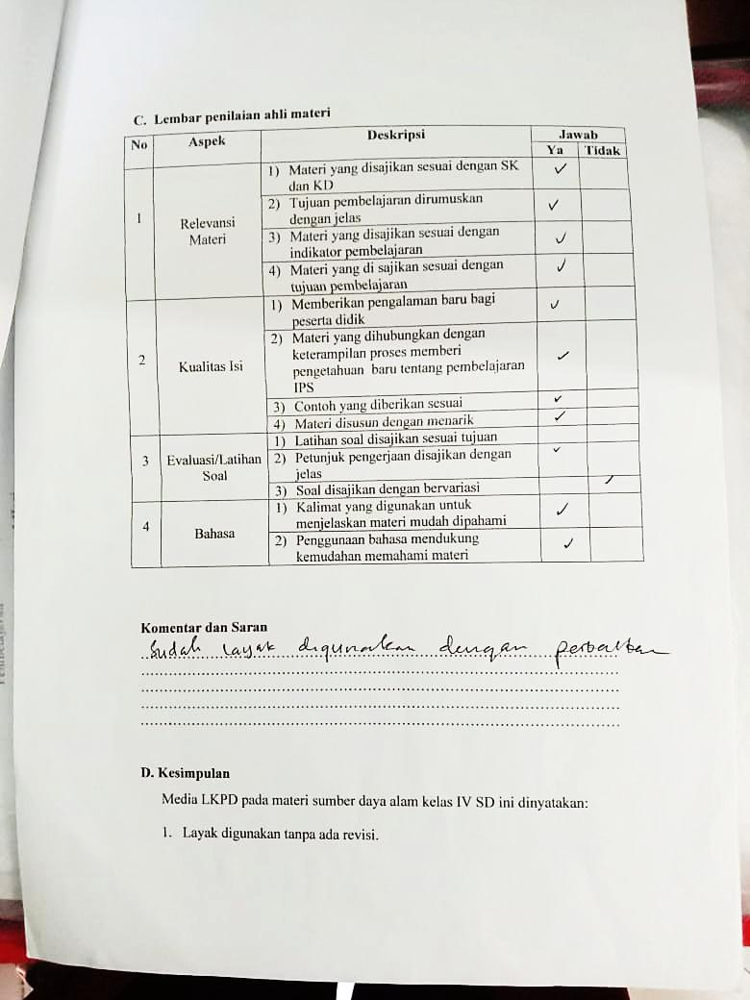 C. Lembar penilaian ahli materi
No Aspek Deskripsi Jawab
Ya Tidak
1 Relevansi Materi
1) Materi yang disajikan sesuai dengan SK
dan KD ✓
2) Tujuan pembelajaran dirumuskan
dengan jelas ✓
3) Materi yang disajikan sesuai dengan
indikator pembelajaran ✓
4) Materi yang di sajikan sesuai dengan
tujuan pembelajaran ✓
2 Kualitas Isi
1) Memberikan pengalaman baru bagi
peserta didik ✓
2) Materi yang dihubungkan dengan
keterampilan proses memberi
pengetahuan baru tentang pembelajaran
IPS ✓
3) Contoh yang diberikan sesuai ✓
4) Materi disusun dengan menarik ✓
3 Evaluasi/Latihan Soal
1) Latihan soal disajikan sesuai tujuan
2) Petunjuk pengerjaan disajikan dengan
jelas ✓
3) Soal disajikan dengan bervariasi ✓
4 Bahasa
1) Kalimat yang digunakan untuk
menjelaskan materi mudah dipahami ✓
2) Penggunaan bahasa mendukung
kemudahan memahami materi ✓
Komentar dan Saran
Sudah layak digunakan dengan perbaikan
D. Kesimpulan
Media LKPD pada materi sumber daya alam kelas IV SD ini dinyatakan:
1. Layak digunakan tanpa ada revisi.